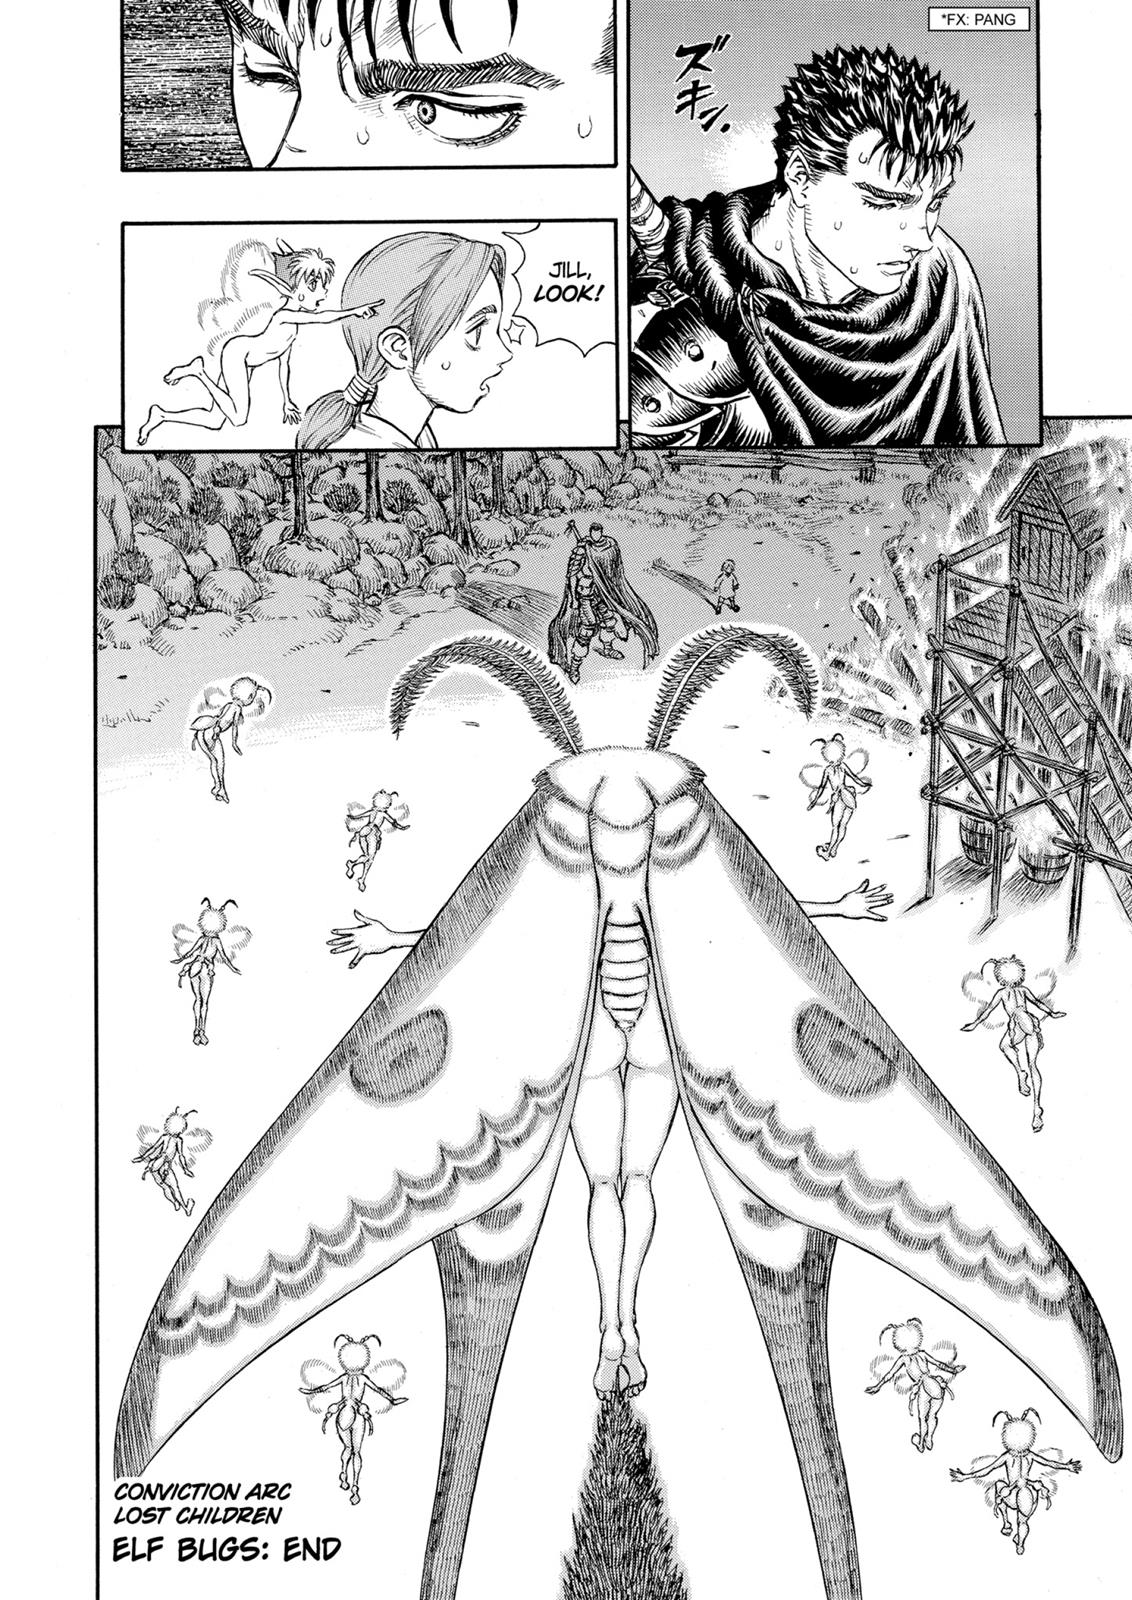 *FX: PANG
ズキン.
JILL,
LOOK!
CONVICTION ARC
LOST CHILDREN
ELF BUGS: END